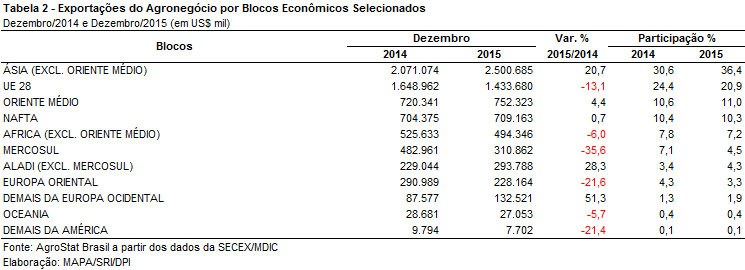 Tabela 2 - Exportações do Agronegócio por Blocos Econômicos Selecionados
Dezembro/2014 e Dezembro/2015 (em US$ mil)
Blocos Dezembro Var. % Participação %
2014 2015 2015/2014 2014 2015
ÁSIA (EXCL. ORIENTE MÉDIO) 2.071.074 2.500.685 20,7 30,6 36,4
UE 28 1.648.962 1.433.680 -13,1 24,4 20,9
ORIENTE MÉDIO 720.341 752.323 4,4 10,6 11,0
NAFTA 704.375 709.163 0,7 10,4 10,3
AFRICA (EXCL. ORIENTE MÉDIO) 525.633 494.346 -6,0 7,8 7,2
MERCOSUL 482.961 310.862 -35,6 7,1 4,5
ALADI (EXCL. MERCOSUL) 229.044 293.788 28,3 3,4 4,3
EUROPA ORIENTAL 290.989 228.164 -21,6 4,3 3,3
DEMAIS DA EUROPA OCIDENTAL 87.577 132.521 51,3 1,3 1,9
OCEANIA 28.681 27.053 -5,7 0,4 0,4
DEMAIS DA AMÉRICA 9.794 7.702 -21,4 0,1 0,1
Fonte: AgroStat Brasil a partir dos dados da SECEX/MDIC
Elaboração: MAPA/SRI/DPI